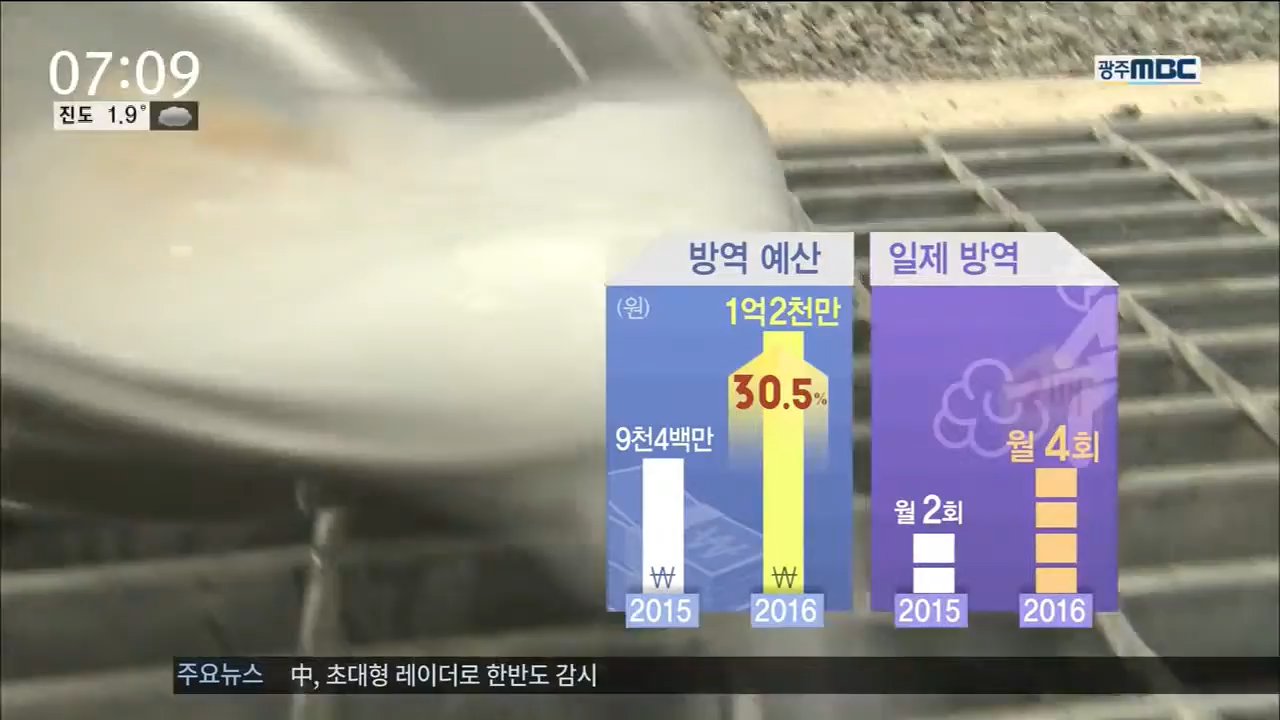 07:09
진도 1.9°
광주MBC
방역 예산
(원)
1억2천만
30.5%
9천4백만
₩
₩
2015
2016
일제 방역
월 4회
월 2회
2015
2016
주요뉴스 中, 초대형 레이더로 한반도 감시